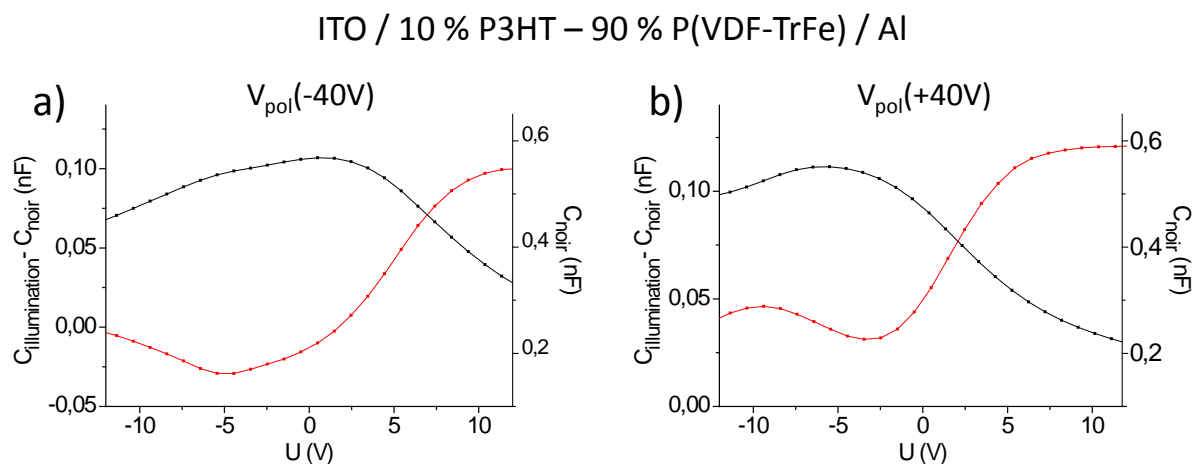 ITO / 10 % P3HT – 90 % P(VDF-TrFe) / Al
a)
Vpol(-40V)
Cillumination- Cnoir (nF)
0,10
0,05
0,00
-0,05
0,6
0,4
0,2
Cnoir (nF)
-10
-5
0
5
10
U (V)
b)
Vpol(+40V)
Cillumination- Cnoir (nF)
0,10
0,05
0,00
0,6
0,4
0,2
Cnoir (nF)
-10
-5
0
5
10
U (V)